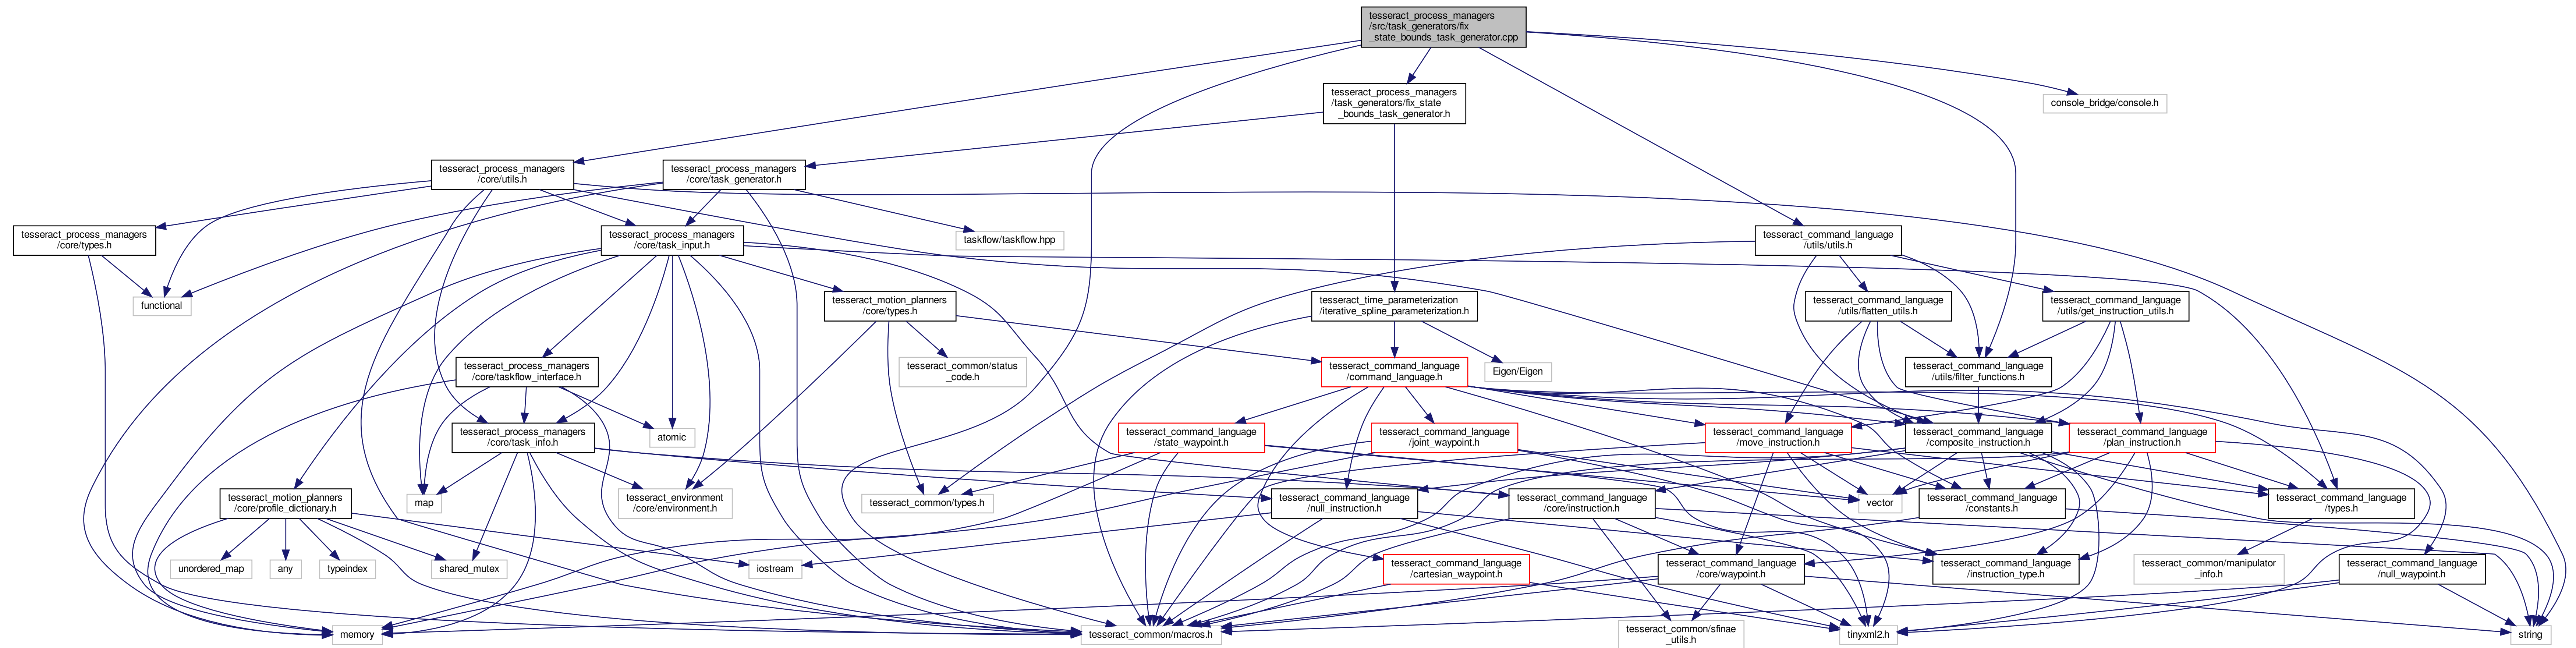 tesseract_process_managers
/src/task_generators/fix
_state_bounds_task_generator.cpp
tesseract_process_managers
/task_generators/fix_state
_bounds_task_generator.h
console_bridge/console.h
tesseract_process_managers
/core/utils.h
tesseract_process_managers
/core/task_generator.h
tesseract_process_managers
/core/types.h
tesseract_process_managers
/core/task_input.h
taskflow/taskflow.hpp
tesseract_command_language
/utils/utils.h
functional
tesseract_motion_planners
/core/types.h
tesseract_time_parameterization
/iterative_spline_parameterization.h
tesseract_command_language
/utils/flatten_utils.h
tesseract_command_language
/utils/get_instruction_utils.h
tesseract_process_managers
/core/taskflow_interface.h
tesseract_common/status
_code.h
tesseract_command_language
/command_language.h
Eigen/Eigen
tesseract_command_language
/utils/filter_functions.h
tesseract_process_managers
/core/task_info.h
atomic
tesseract_command_language
/state_waypoint.h
tesseract_command_language
/joint_waypoint.h
tesseract_command_language
/move_instruction.h
tesseract_command_language
/composite_instruction.h
tesseract_command_language
/plan_instruction.h
tesseract_motion_planners
/core/profile_dictionary.h
map
tesseract_environment
/core/environment.h
tesseract_common/types.h
tesseract_command_language
/null_instruction.h
tesseract_command_language
/core/instruction.h
vector
tesseract_command_language
/constants.h
tesseract_command_language
/types.h
unordered_map
any
typeindex
shared_mutex
iostream
tesseract_command_language
/cartesian_waypoint.h
tesseract_command_language
/core/waypoint.h
tesseract_command_language
/instruction_type.h
tesseract_common/manipulator
_info.h
tesseract_command_language
/null_waypoint.h
memory
tesseract_common/macros.h
tesseract_common/sfinae
_utils.h
tinyxml2.h
string